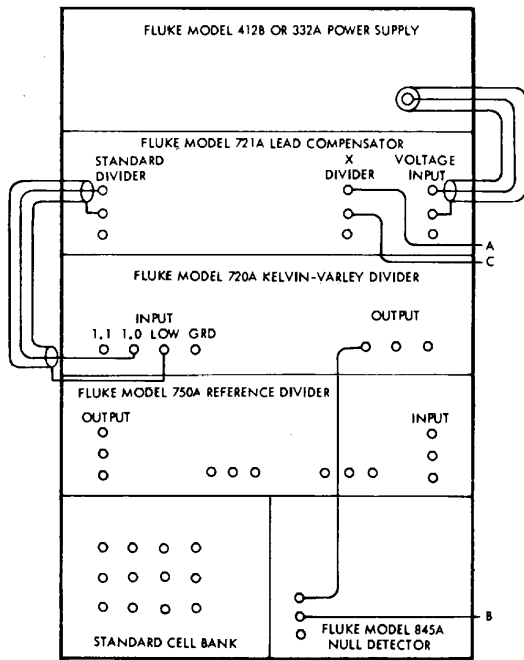 FLUKE MODEL 412B OR 332A POWER SUPPLY
FLUKE MODEL 721A LEAD COMPENSATOR
STANDARD DIVIDER
X DIVIDER
VOLTAGE INPUT
A
C
FLUKE MODEL 720A KELVIN-VARLEY DIVIDER
INPUT
OUTPUT
1.1 1.0 LOW GRD
FLUKE MODEL 750A REFERENCE DIVIDER
OUTPUT
INPUT
B
STANDARD CELL BANK
FLUKE MODEL 845A
NULL DETECTOR